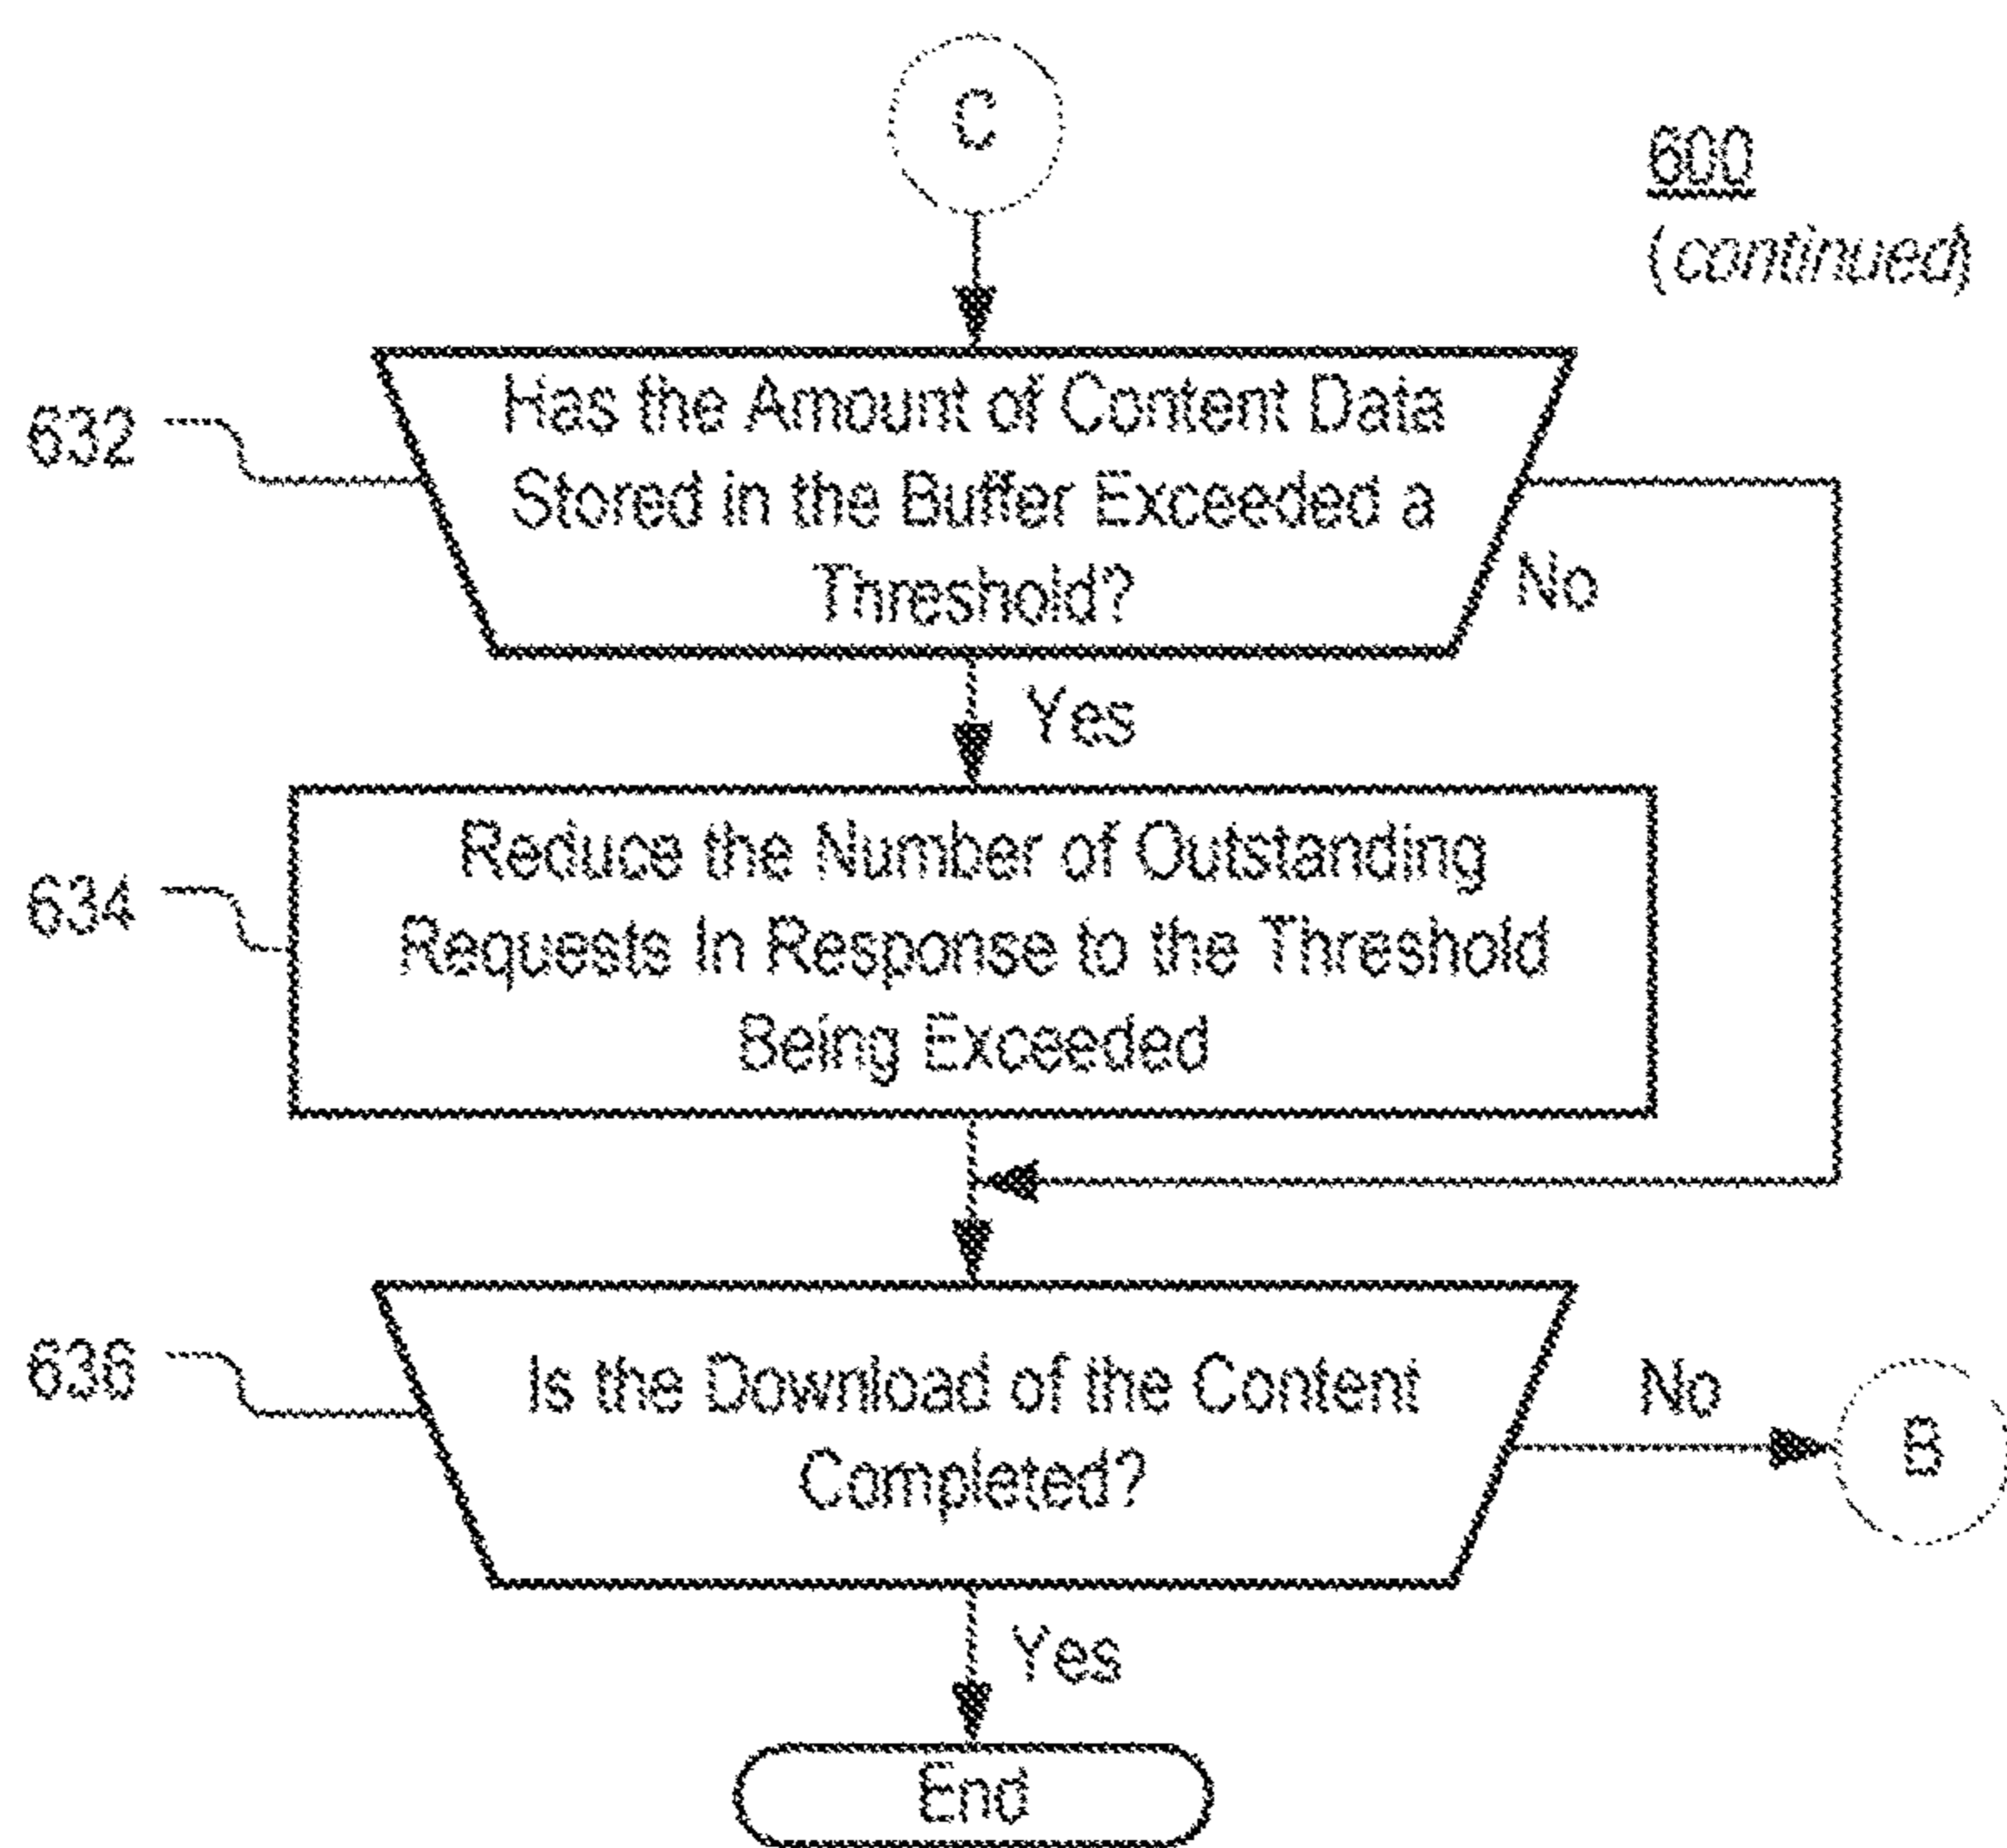 C
600
(continued)
632
Has the Amount of Content Data
Stored in the Buffer Exceeded a
Threshold?
No
Yes
634
Reduce the Number of Outstanding
Requests In Response to the Threshold
Being Exceeded
636
Is the Download of the Content
Completed?
No
B
Yes
End